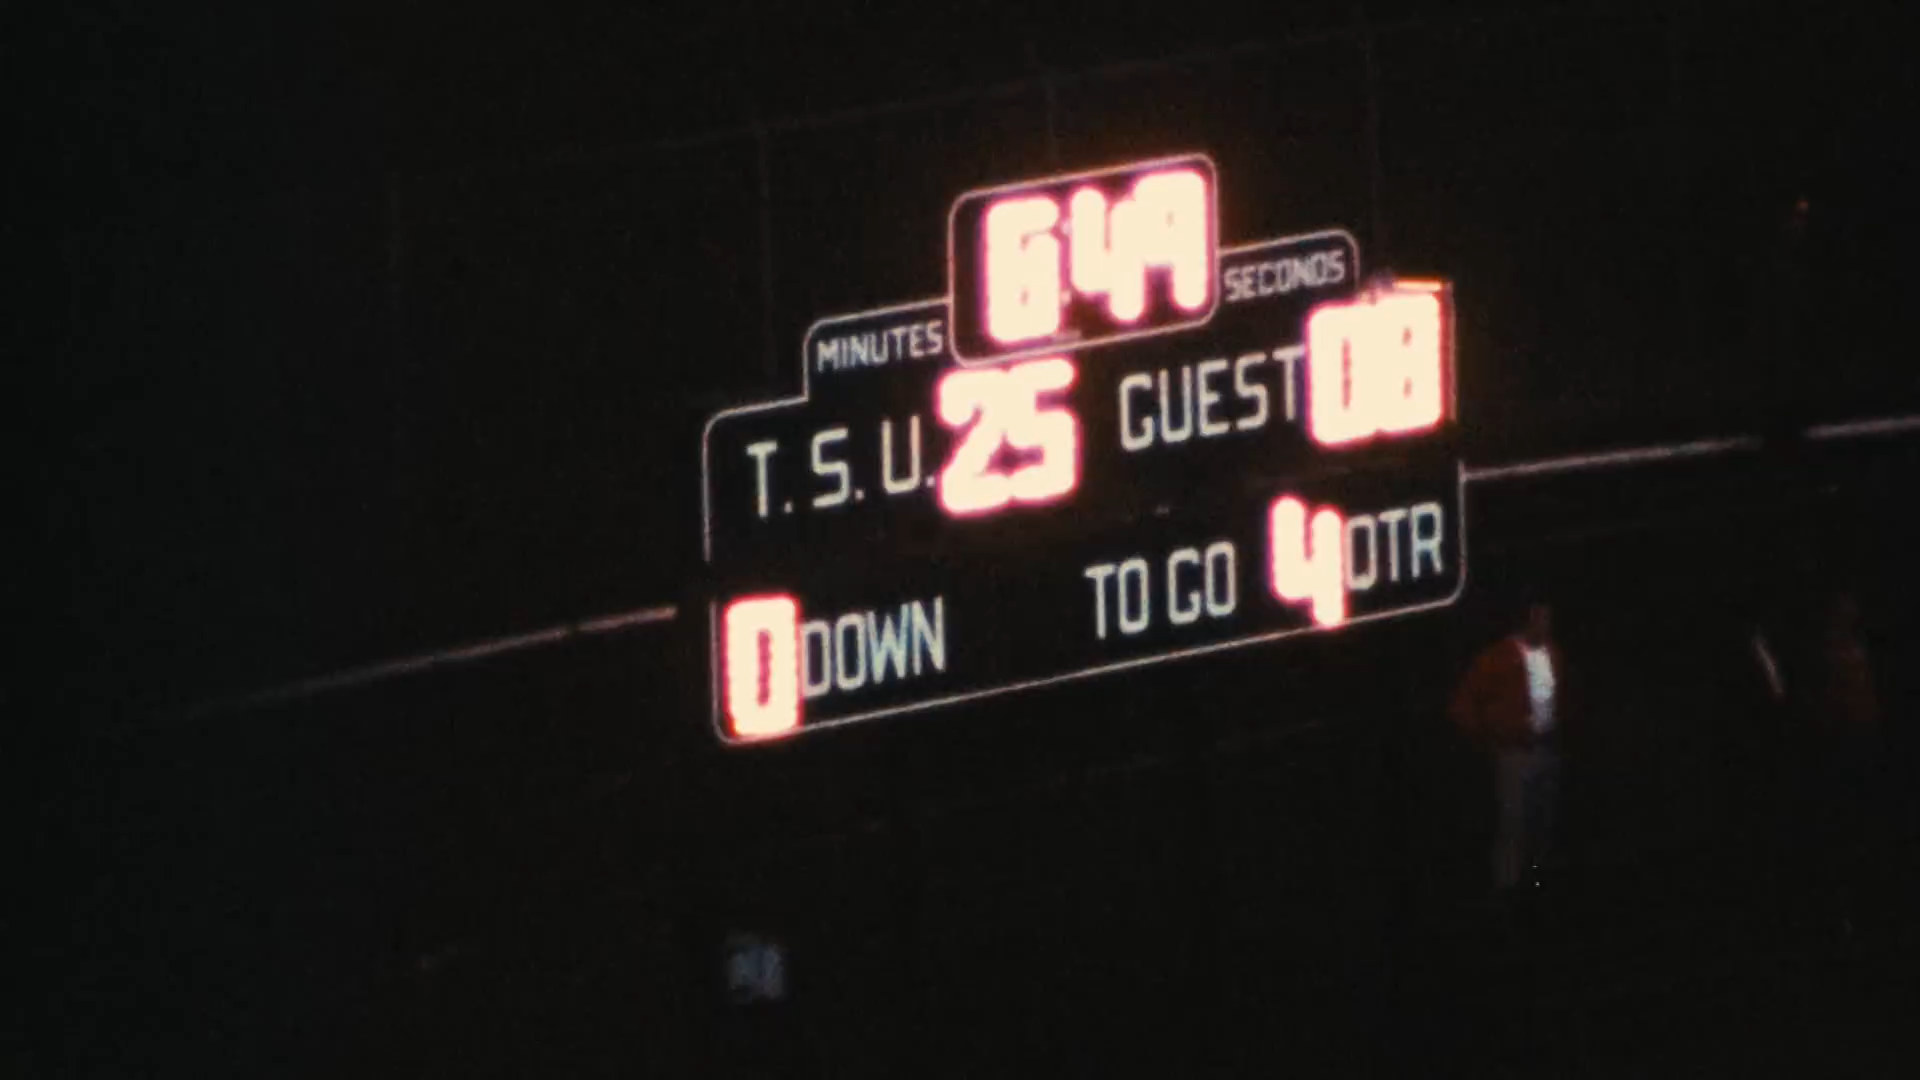 6:49
MINUTES SECONDS
T. S. U. 25 GUEST 08
0 DOWN TO GO 4 QTR